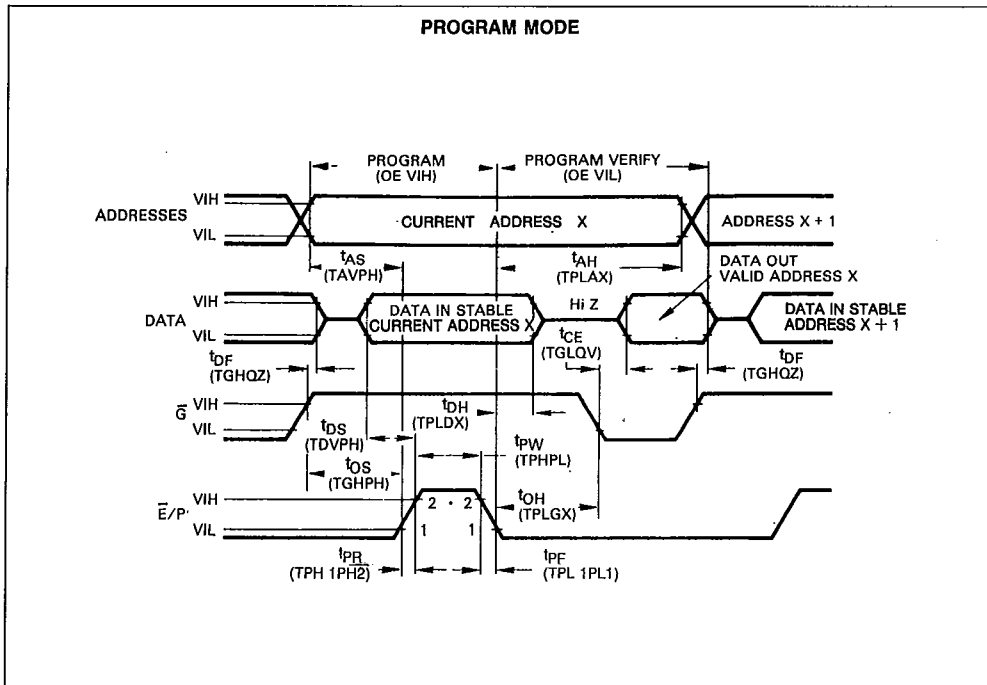 PROGRAM MODE
PROGRAM
(OE VIH)
PROGRAM VERIFY
(OE VIL)
VIH
ADDRESSES
VIL
CURRENT ADDRESS X
ADDRESS X + 1
tAS
(TAVPH)
tAH
(TPLAX)
DATA OUT
VALID ADDRESS X
VIH
DATA
VIL
DATA IN STABLE
CURRENT ADDRESS X
Hi Z
DATA IN STABLE
ADDRESS X + 1
tCE
(TGLQV)
tDF
(TGHQZ)
tDF
(TGHQZ)
VIH
G̅
VIL
tDH
(TPLDX)
tDS
(TDVPH)
tPW
(TPHPL)
tOS
(TGHPH)
tOH
(TPLGX)
VIH
E̅/P
VIL
2 · 2
1 1
tPR
(TPH 1PH2)
tPF
(TPL 1PL1)